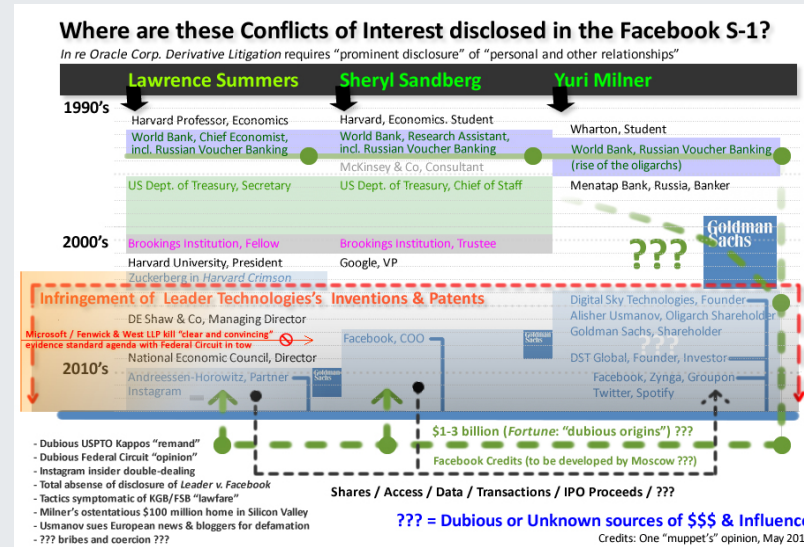 Where are these Conflicts of Interest disclosed in the Facebook S-1?
In re Oracle Corp. Derivative Litigation requires “prominent disclosure” of “personal and other relationships”
Lawrence Summers
Sheryl Sandberg
Yuri Milner
1990’s
Harvard Professor, Economics
Harvard, Economics. Student
Wharton, Student
World Bank, Chief Economist,
incl. Russian Voucher Banking
World Bank, Research Assistant,
incl. Russian Voucher Banking
World Bank, Russian Voucher Banking
(rise of the oligarchs)
McKinsey & Co, Consultant
US Dept. of Treasury, Secretary
US Dept. of Treasury, Chief of Staff
Menatap Bank, Russia, Banker
2000’s
Brookings Institution, Fellow
Brookings Institution, Trustee
???
Goldman
Sachs
Harvard University, President
Google, VP
Zuckerberg in Harvard Crimson
Infringement of Leader Technologies’s Inventions & Patents
DE Shaw & Co, Managing Director
Digital Sky Technologies, Founder
Alisher Usmanov, Oligarch Shareholder
Goldman Sachs, Shareholder
Microsoft / Fenwick & West LLP kill “clear and convincing”
evidence standard agenda with Federal Circuit in tow
Facebook, COO
Goldman
Sachs
???
National Economic Council, Director
DST Global, Founder, Investor
2010’s
Andreessen-Horowitz, Partner
Instagram
Goldman
Sachs
Facebook, Zynga, Groupon
Twitter, Spotify
$1-3 billion (Fortune: “dubious origins”) ???
Facebook Credits (to be developed by Moscow ???)
Shares / Access / Data / Transactions / IPO Proceeds / ???
- Dubious USPTO Kappos “remand”
- Dubious Federal Circuit “opinion”
- Instagram insider double-dealing
- Total absense of disclosure of Leader v. Facebook
- Tactics symptomatic of KGB/FSB “lawfare”
- Milner’s ostentatious $100 million home in Silicon Valley
- Usmanov sues European news & bloggers for defamation
- ??? bribes and coercion ???
??? = Dubious or Unknown sources of $$$ & Influence
Credits: One “muppet’s” opinion, May 201